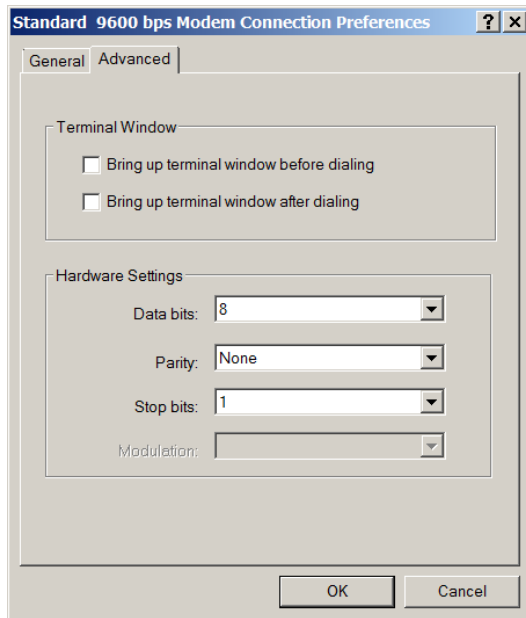 Standard 9600 bps Modem Connection Preferences
General Advanced
Terminal Window
Bring up terminal window before dialing
Bring up terminal window after dialing
Hardware Settings
Data bits: 8
Parity: None
Stop bits: 1
Modulation:
OK Cancel